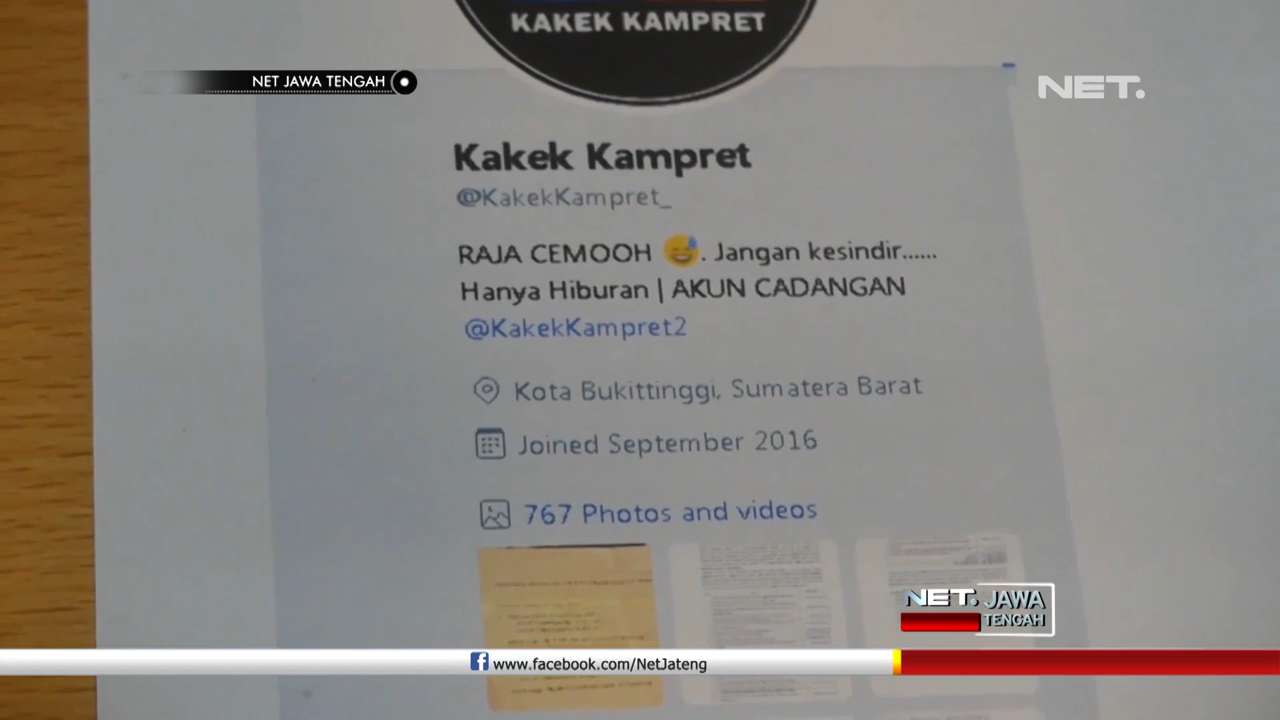 KAKEK KAMPRET
NET JAWA TENGAH
NET.
Kakek Kampret
@KakekKampret_
RAJA CEMOOH 😅. Jangan kesindir......
Hanya Hiburan | AKUN CADANGAN
@KakekKampret2
Kota Bukittinggi, Sumatera Barat
Joined September 2016
767 Photos and videos
NET. JAWA
TENGAH
www.facebook.com/NetJateng